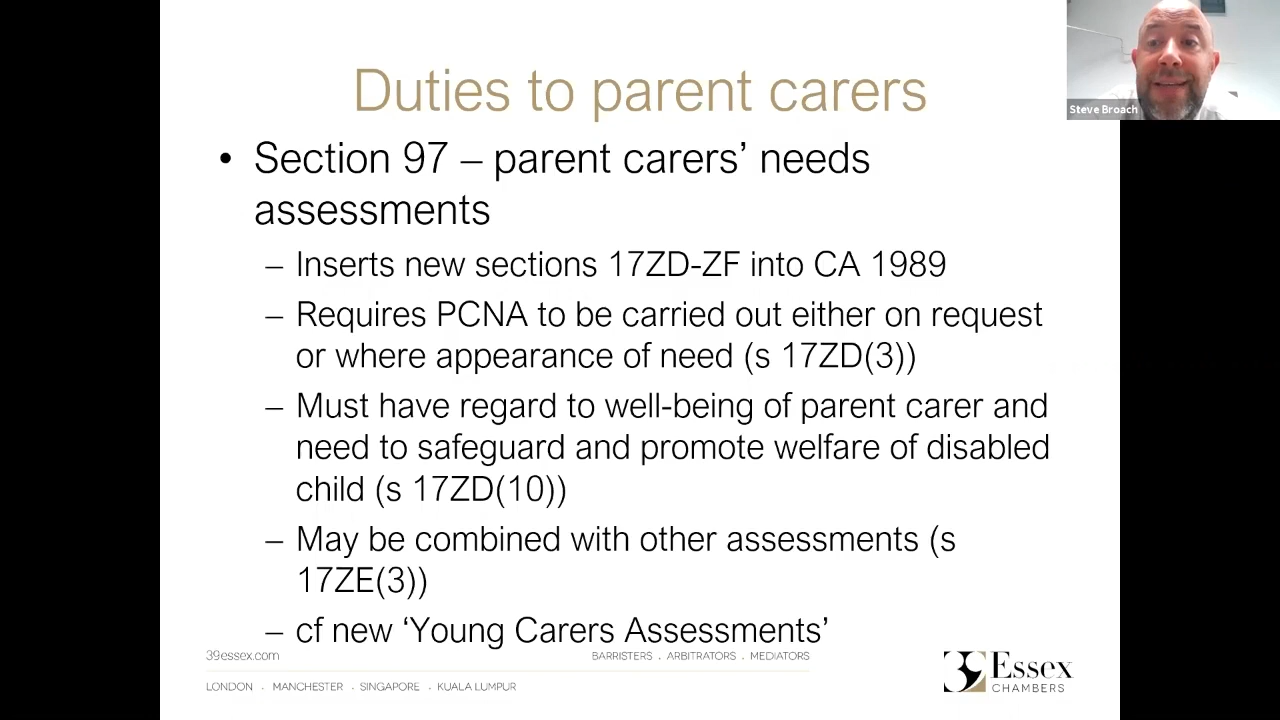 Duties to parent carers
Steve Broach
• Section 97 – parent carers’ needs
assessments
– Inserts new sections 17ZD-ZF into CA 1989
– Requires PCNA to be carried out either on request
or where appearance of need (s 17ZD(3))
– Must have regard to well-being of parent carer and
need to safeguard and promote welfare of disabled
child (s 17ZD(10))
– May be combined with other assessments (s
17ZE(3))
– cf new ‘Young Carers Assessments’
39essex.com
BARRISTERS . ARBITRATORS . MEDIATORS
LONDON . MANCHESTER . SINGAPORE . KUALA LUMPUR
39 Essex
CHAMBERS